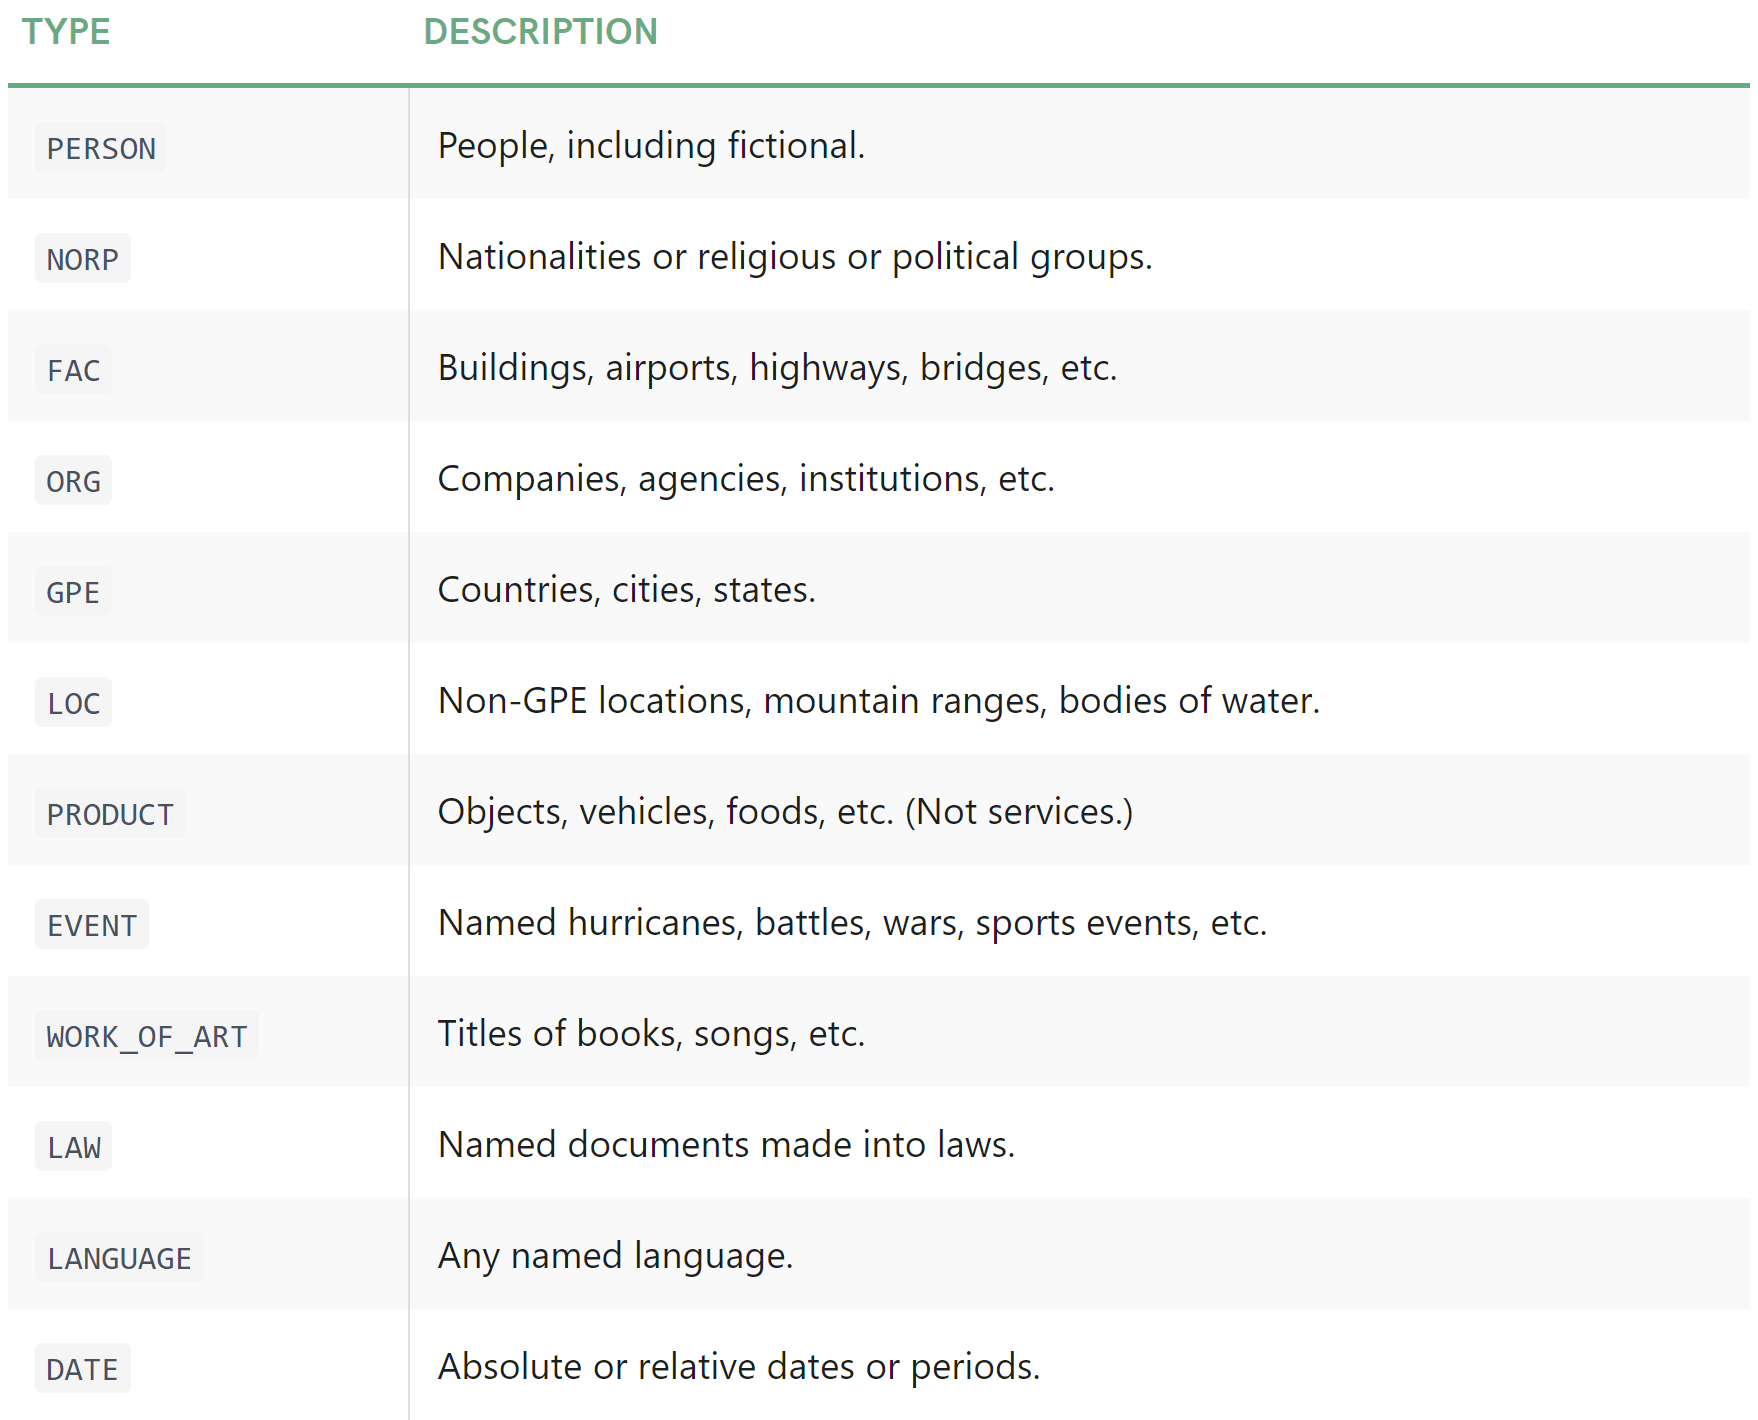 TYPE DESCRIPTION
PERSON People, including fictional.
NORP Nationalities or religious or political groups.
FAC Buildings, airports, highways, bridges, etc.
ORG Companies, agencies, institutions, etc.
GPE Countries, cities, states.
LOC Non-GPE locations, mountain ranges, bodies of water.
PRODUCT Objects, vehicles, foods, etc. (Not services.)
EVENT Named hurricanes, battles, wars, sports events, etc.
WORK_OF_ART Titles of books, songs, etc.
LAW Named documents made into laws.
LANGUAGE Any named language.
DATE Absolute or relative dates or periods.